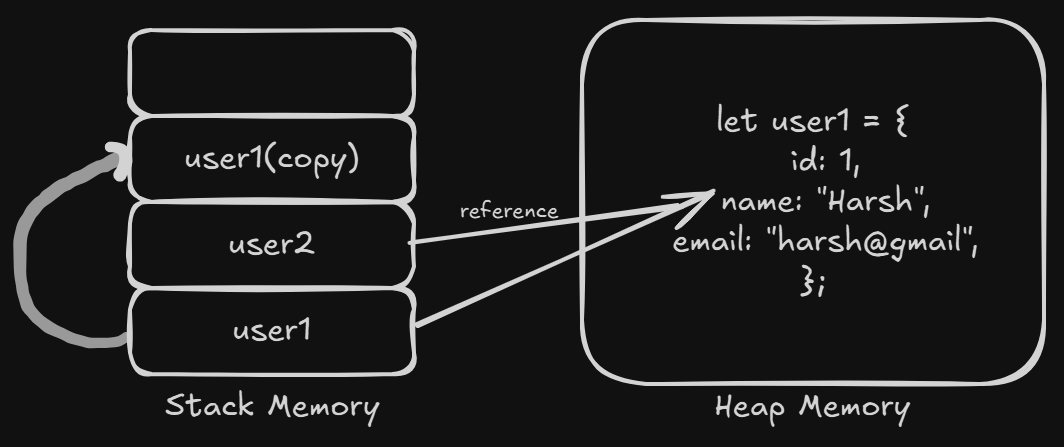 user1(copy)
user2
user1
Stack Memory
reference
let user1 = {
id: 1,
name: "Harsh",
email: "harsh@gmail",
};
Heap Memory